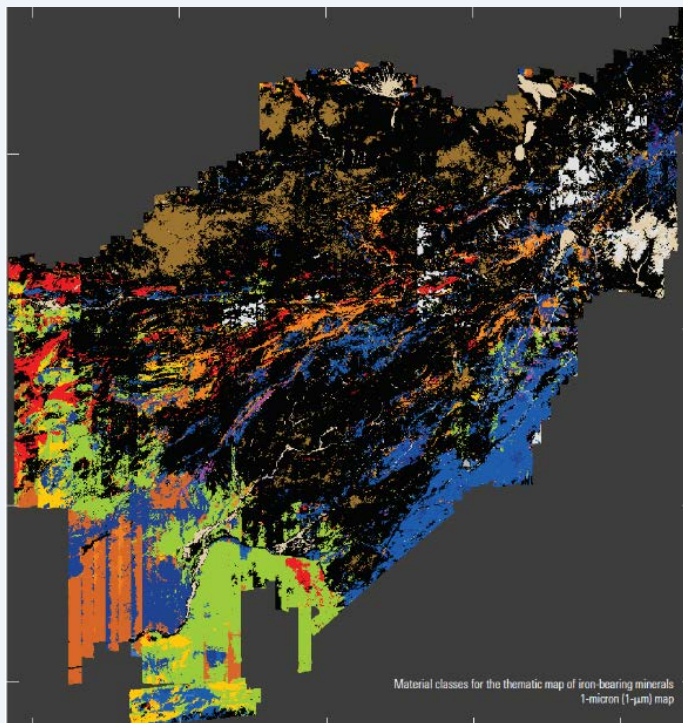 Material classes for the thematic map of iron-bearing minerals
1-micron (1-µm) map